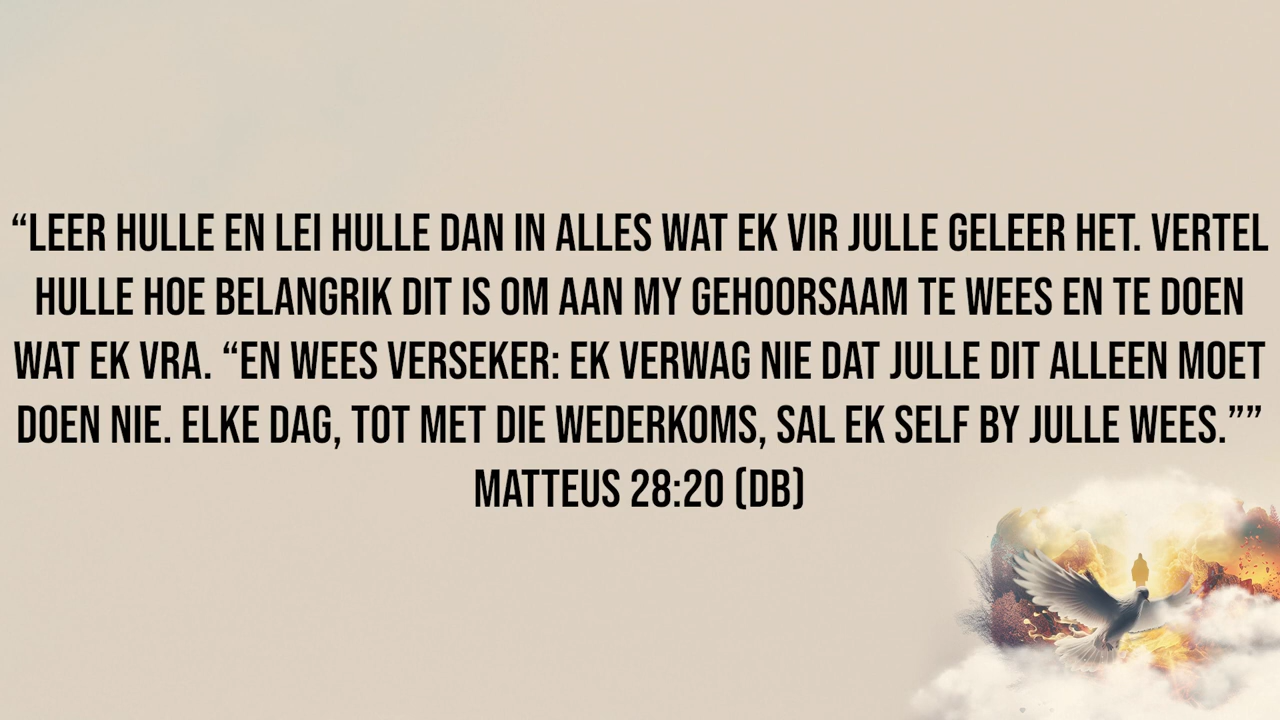 “LEER HULLE EN LEI HULLE DAN IN ALLES WAT EK VIR JULLE GELEER HET. VERTEL
HULLE HOE BELANGRIK DIT IS OM AAN MY GEHOORSAAM TE WEES EN TE DOEN
WAT EK VRA. “EN WEES VERSEKER: EK VERWAG NIE DAT JULLE DIT ALLEEN MOET
DOEN NIE. ELKE DAG, TOT MET DIE WEDERKOMS, SAL EK SELF BY JULLE WEES.””
MATTEUS 28:20 (DB)